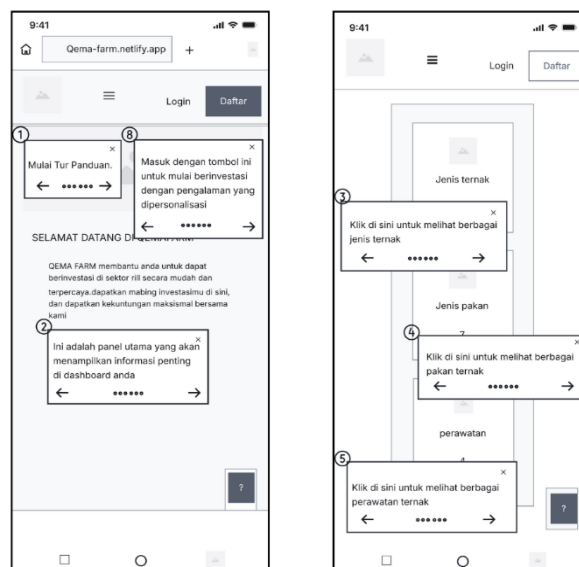 9:41
Qema-farm.netlify.app
+
Login
Daftar
1
Mulai Tur Panduan.
8
Masuk dengan tombol ini
untuk mulai berinvestasi
dengan pengalaman yang
dipersonalisasi
SELAMAT DATANG DI QEMAFARM
QEMA FARM membantu anda untuk dapat
berinvestasi di sektor rill secara mudah dan
terpercaya.dapatkan mabing investasimu di sini,
dan dapatkan kekuntungan maksismal bersama
kami
2
Ini adalah panel utama yang akan
menampilkan informasi penting
di dashboard anda
?
9:41
Login
Daftar
Jenis ternak
3
Klik di sini untuk melihat berbagai
jenis ternak
Jenis pakan
7
4
Klik di sini untuk melihat berbagai
pakan ternak
perawatan
4
5
Klik di sini untuk melihat berbagai
perawatan ternak
?